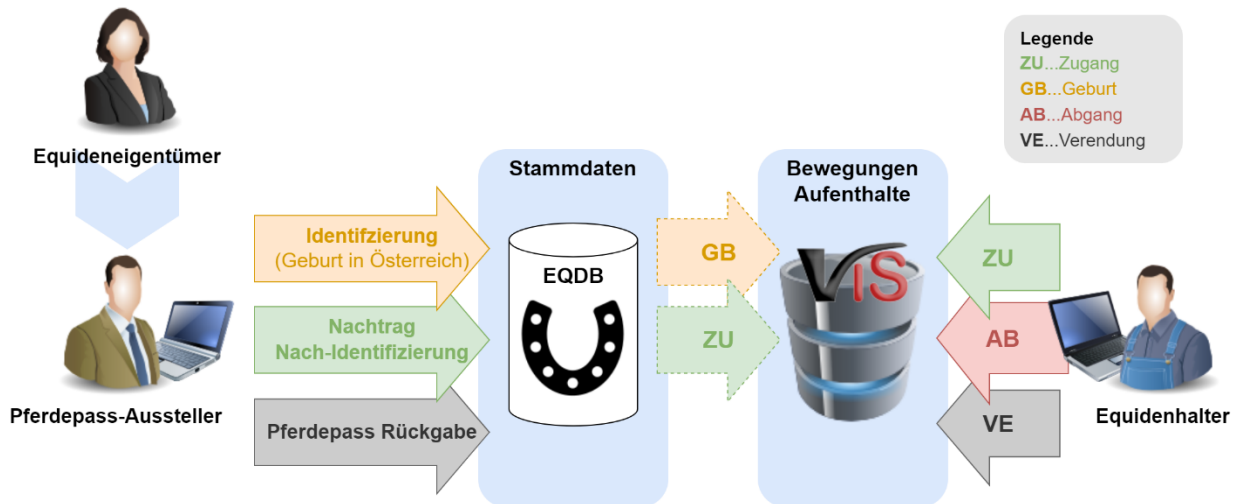 Legende
ZU...Zugang
GB...Geburt
AB...Abgang
VE...Verendung
Equideneigentümer
Pferdepass-Aussteller
Identifzierung
(Geburt in Österreich)
Nachtrag
Nach-Identifizierung
Pferdepass Rückgabe
Stammdaten
EQDB
GB
ZU
Bewegungen
Aufenthalte
VIS
ZU
AB
VE
Equidenhalter